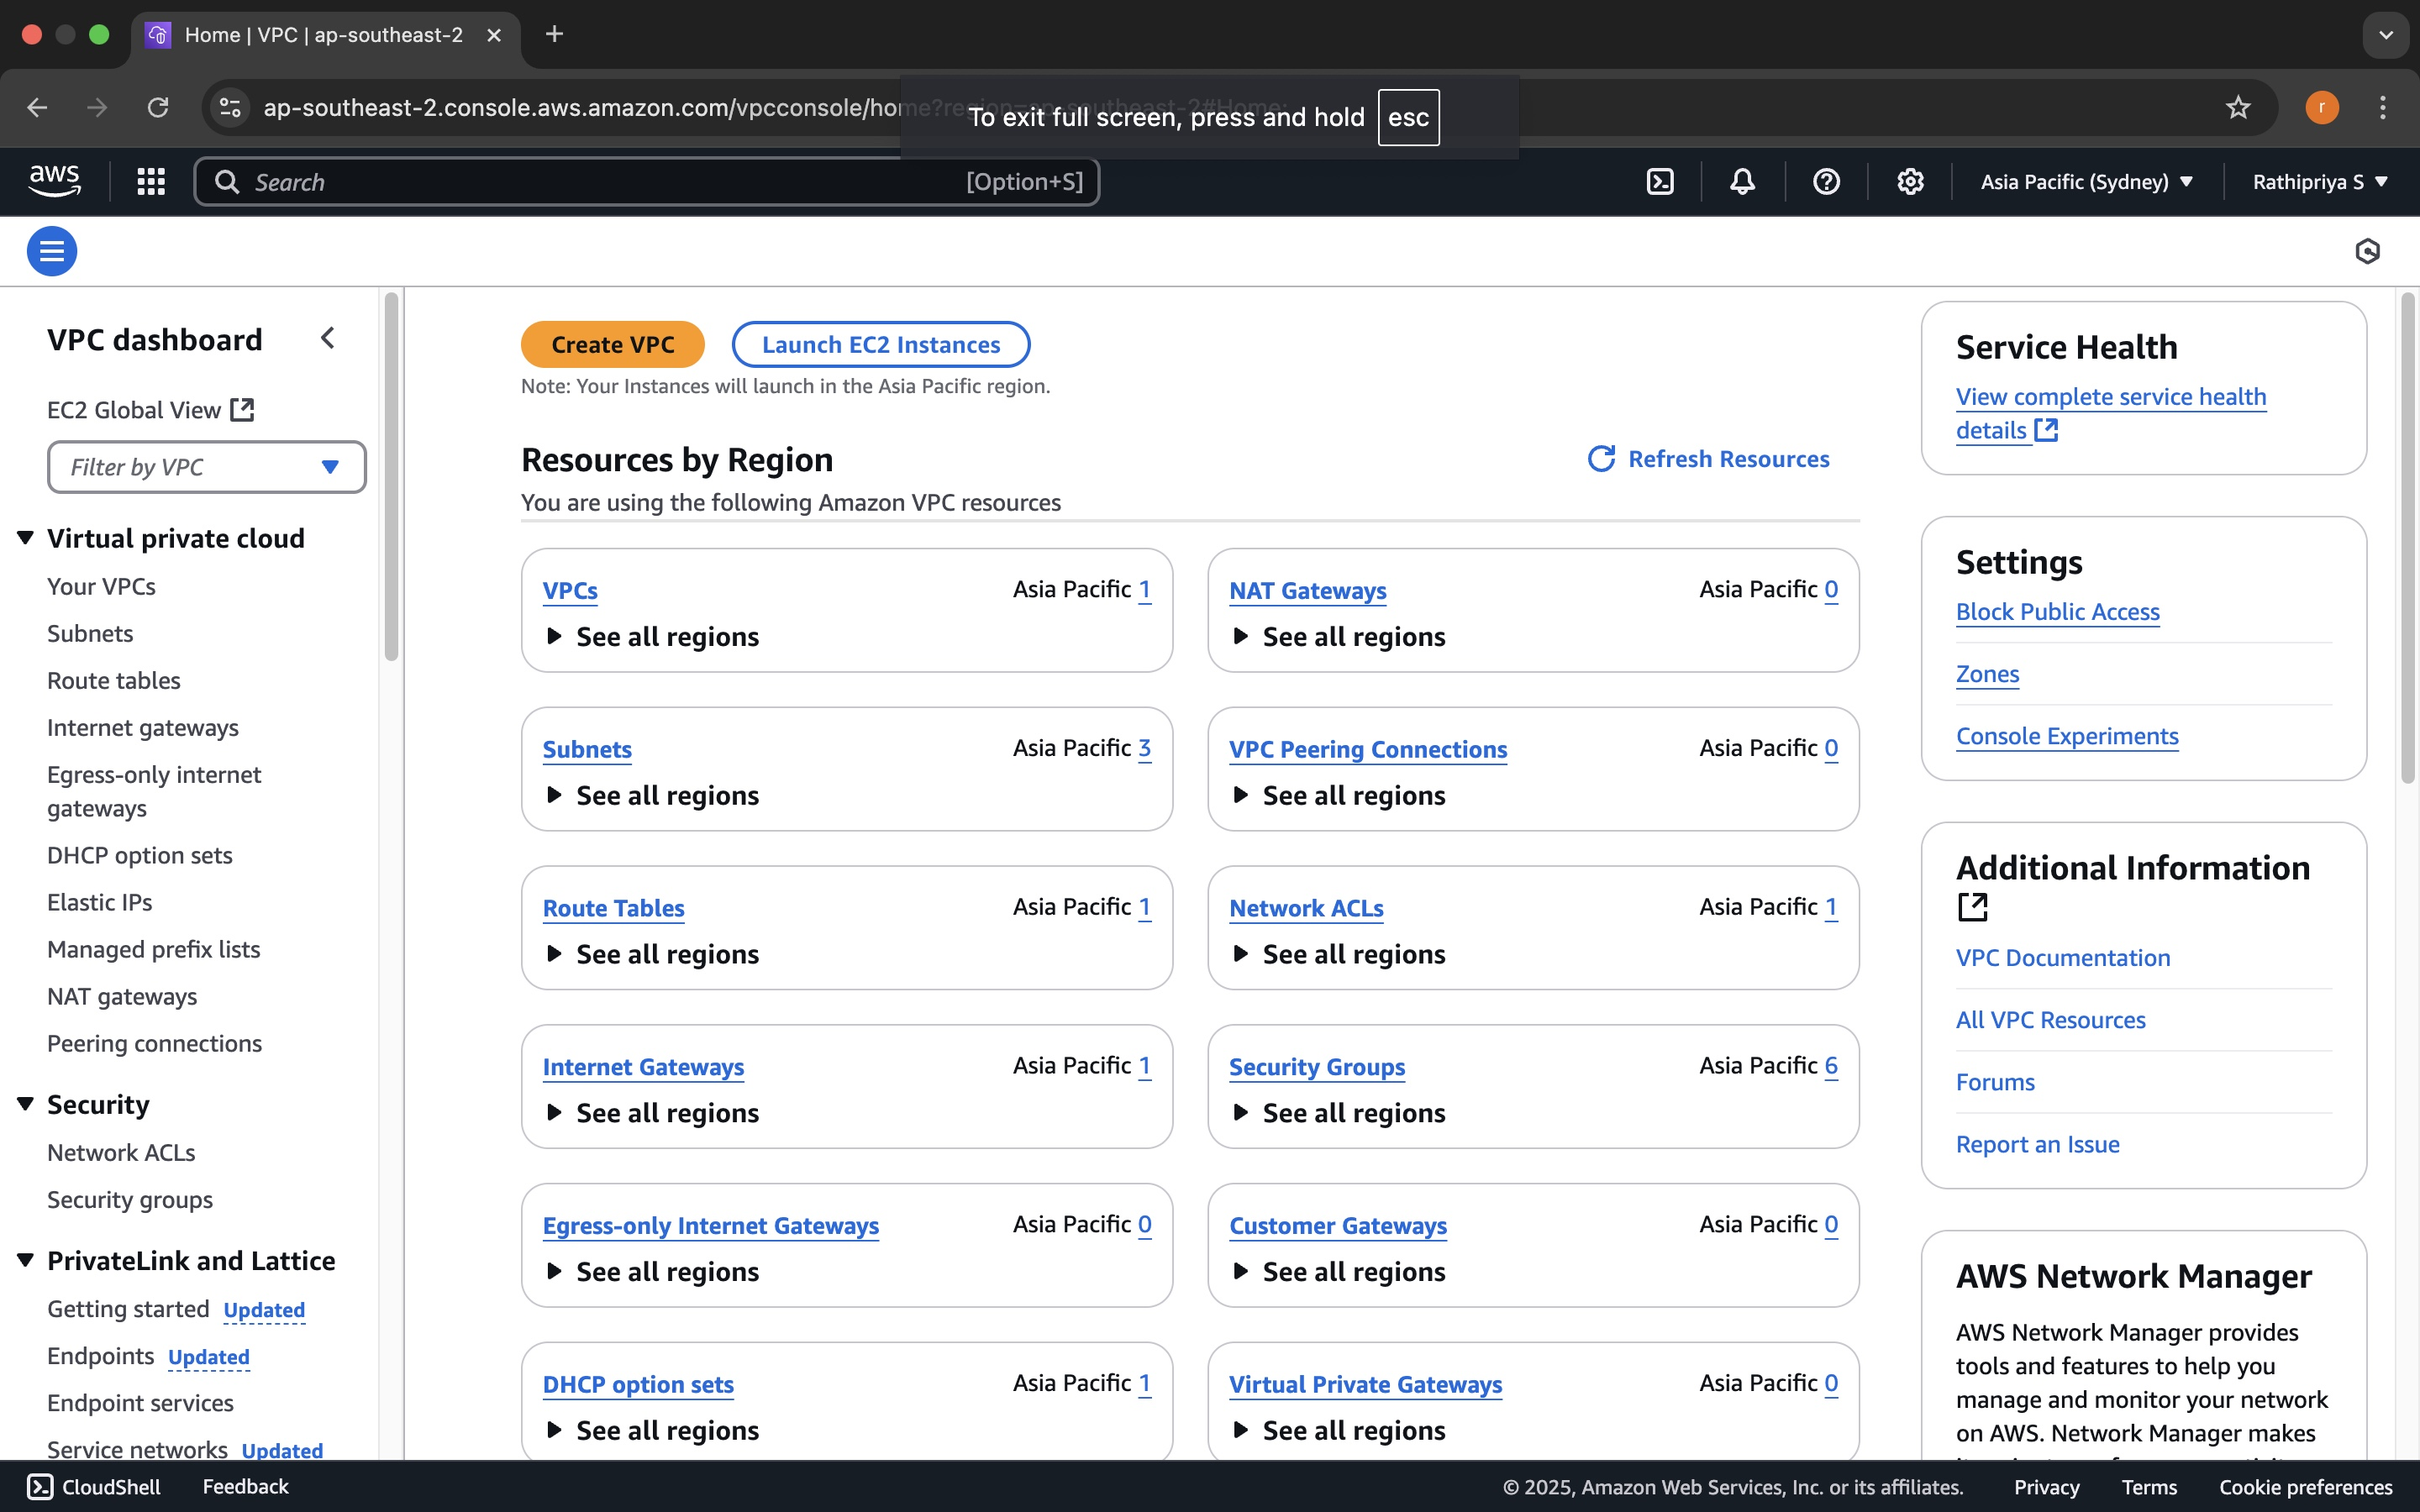 Home | VPC | ap-southeast-2
ap-southeast-2.console.aws.amazon.com/vpcconsole/home?region=ap-southeast-2#Home:
To exit full screen, press and hold esc
aws
Search
[Option+S]
Asia Pacific (Sydney)
Rathipriya S
r
VPC dashboard
EC2 Global View
Filter by VPC
Virtual private cloud
Your VPCs
Subnets
Route tables
Internet gateways
Egress-only internet
gateways
DHCP option sets
Elastic IPs
Managed prefix lists
NAT gateways
Peering connections
Security
Network ACLs
Security groups
PrivateLink and Lattice
Getting started Updated
Endpoints Updated
Endpoint services
Service networks Updated
Create VPC
Launch EC2 Instances
Note: Your Instances will launch in the Asia Pacific region.
Resources by Region
Refresh Resources
You are using the following Amazon VPC resources
VPCs
Asia Pacific 1
See all regions
NAT Gateways
Asia Pacific 0
See all regions
Subnets
Asia Pacific 3
See all regions
VPC Peering Connections
Asia Pacific 0
See all regions
Route Tables
Asia Pacific 1
See all regions
Network ACLs
Asia Pacific 1
See all regions
Internet Gateways
Asia Pacific 1
See all regions
Security Groups
Asia Pacific 6
See all regions
Egress-only Internet Gateways
Asia Pacific 0
See all regions
Customer Gateways
Asia Pacific 0
See all regions
DHCP option sets
Asia Pacific 1
See all regions
Virtual Private Gateways
Asia Pacific 0
See all regions
Service Health
View complete service health
details
Settings
Block Public Access
Zones
Console Experiments
Additional Information
VPC Documentation
All VPC Resources
Forums
Report an Issue
AWS Network Manager
AWS Network Manager provides
tools and features to help you
manage and monitor your network
on AWS. Network Manager makes
CloudShell
Feedback
© 2025, Amazon Web Services, Inc. or its affiliates.
Privacy
Terms
Cookie preferences